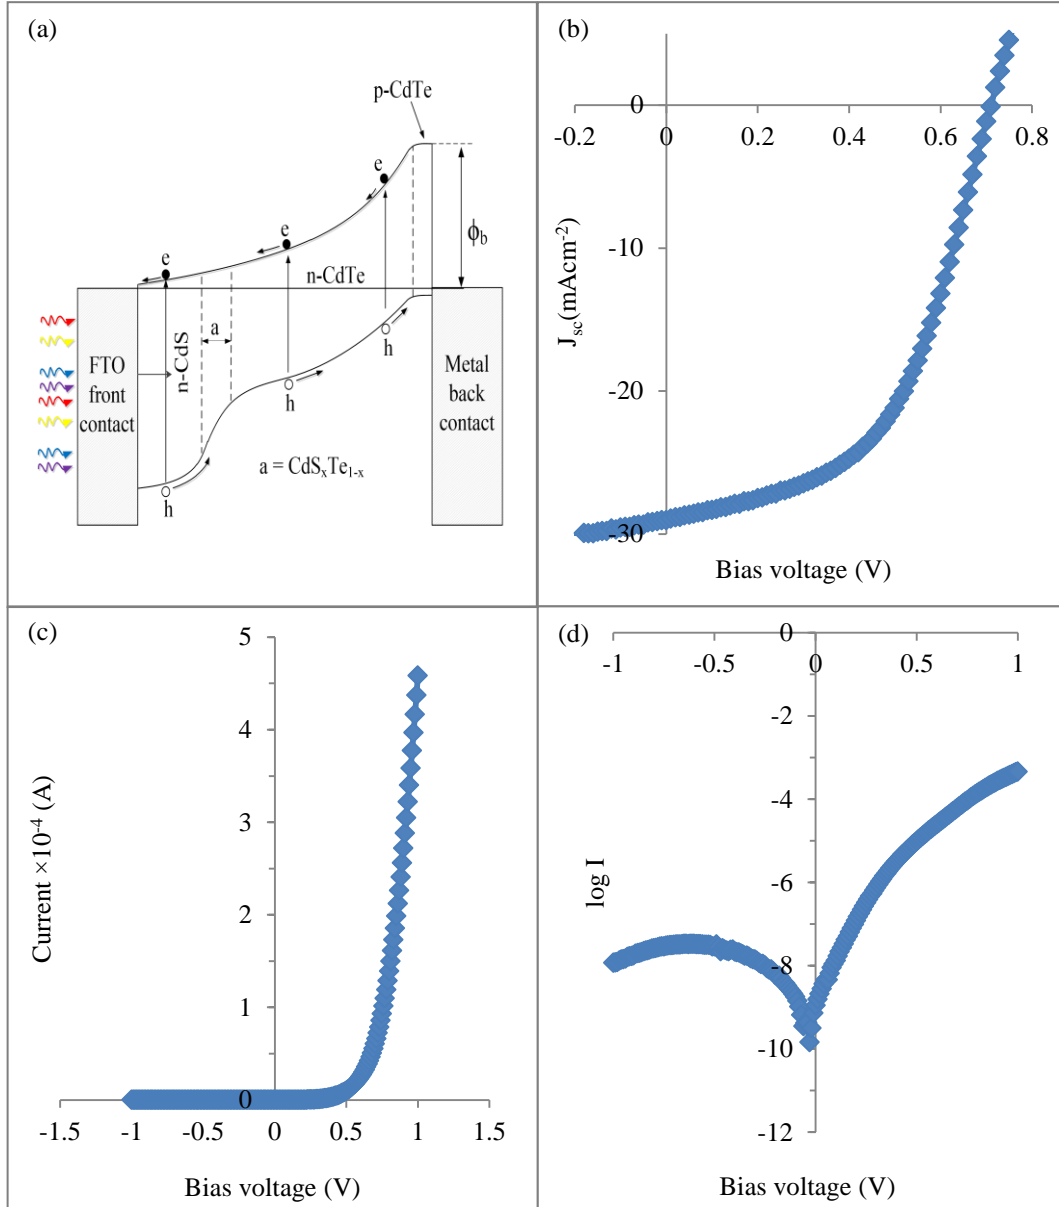 (a)
p-CdTe
e
e
ϕb
e
n-CdTe
n-CdS
a
h
FTO
front
contact
Metal
back
contact
h
a = CdSxTe1-x
h
(b)
0
-0.2
0
0.2
0.4
0.6
0.8
-10
-20
-30
Jsc(mAcm-2)
Bias voltage (V)
(c)
5
4
3
2
1
0
-1.5
-1
-0.5
0
0.5
1
1.5
Current ×10-4 (A)
Bias voltage (V)
(d)
0
-1
-0.5
0
0.5
1
-2
-4
-6
-8
-10
-12
log I
Bias voltage (V)